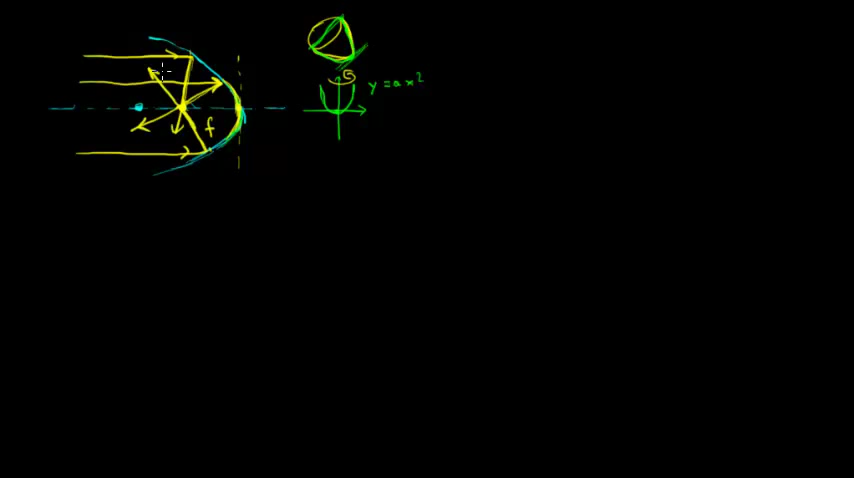 y = ax²
f